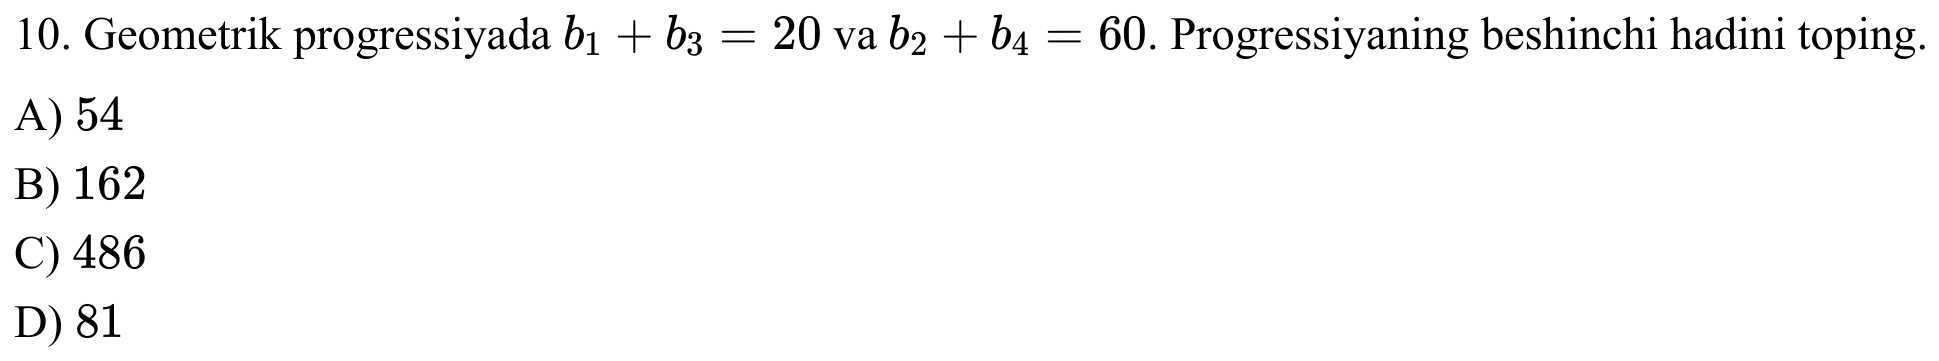 10. Geometrik progressiyada b₁ + b₃ = 20 va b₂ + b₄ = 60. Progressiyaning beshinchi hadini toping.
A) 54
B) 162
C) 486
D) 81